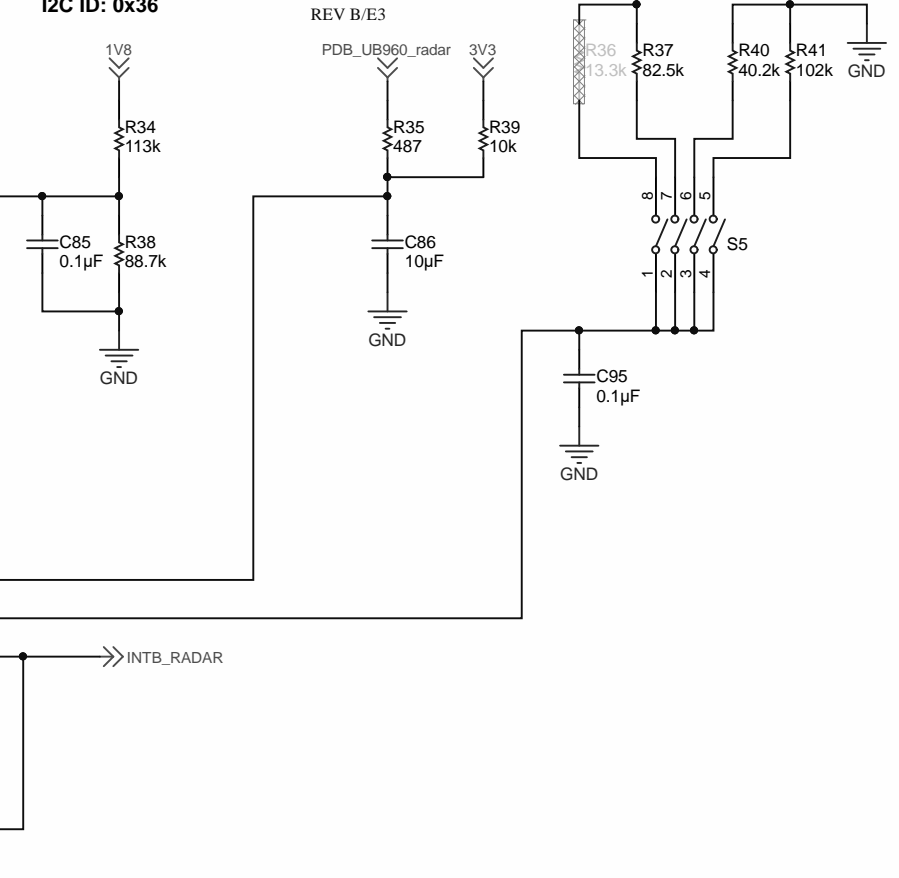 I2C ID: 0x36
REV B/E3
1V8
PDB_UB960_radar
3V3
GND
R34
113k
R35
487
R39
10k
R36
13.3k
R37
82.5k
R40
40.2k
R41
102k
8
7
6
5
S5
1
2
3
4
C85
0.1µF
R38
88.7k
GND
C86
10µF
GND
C95
0.1µF
GND
INTB_RADAR